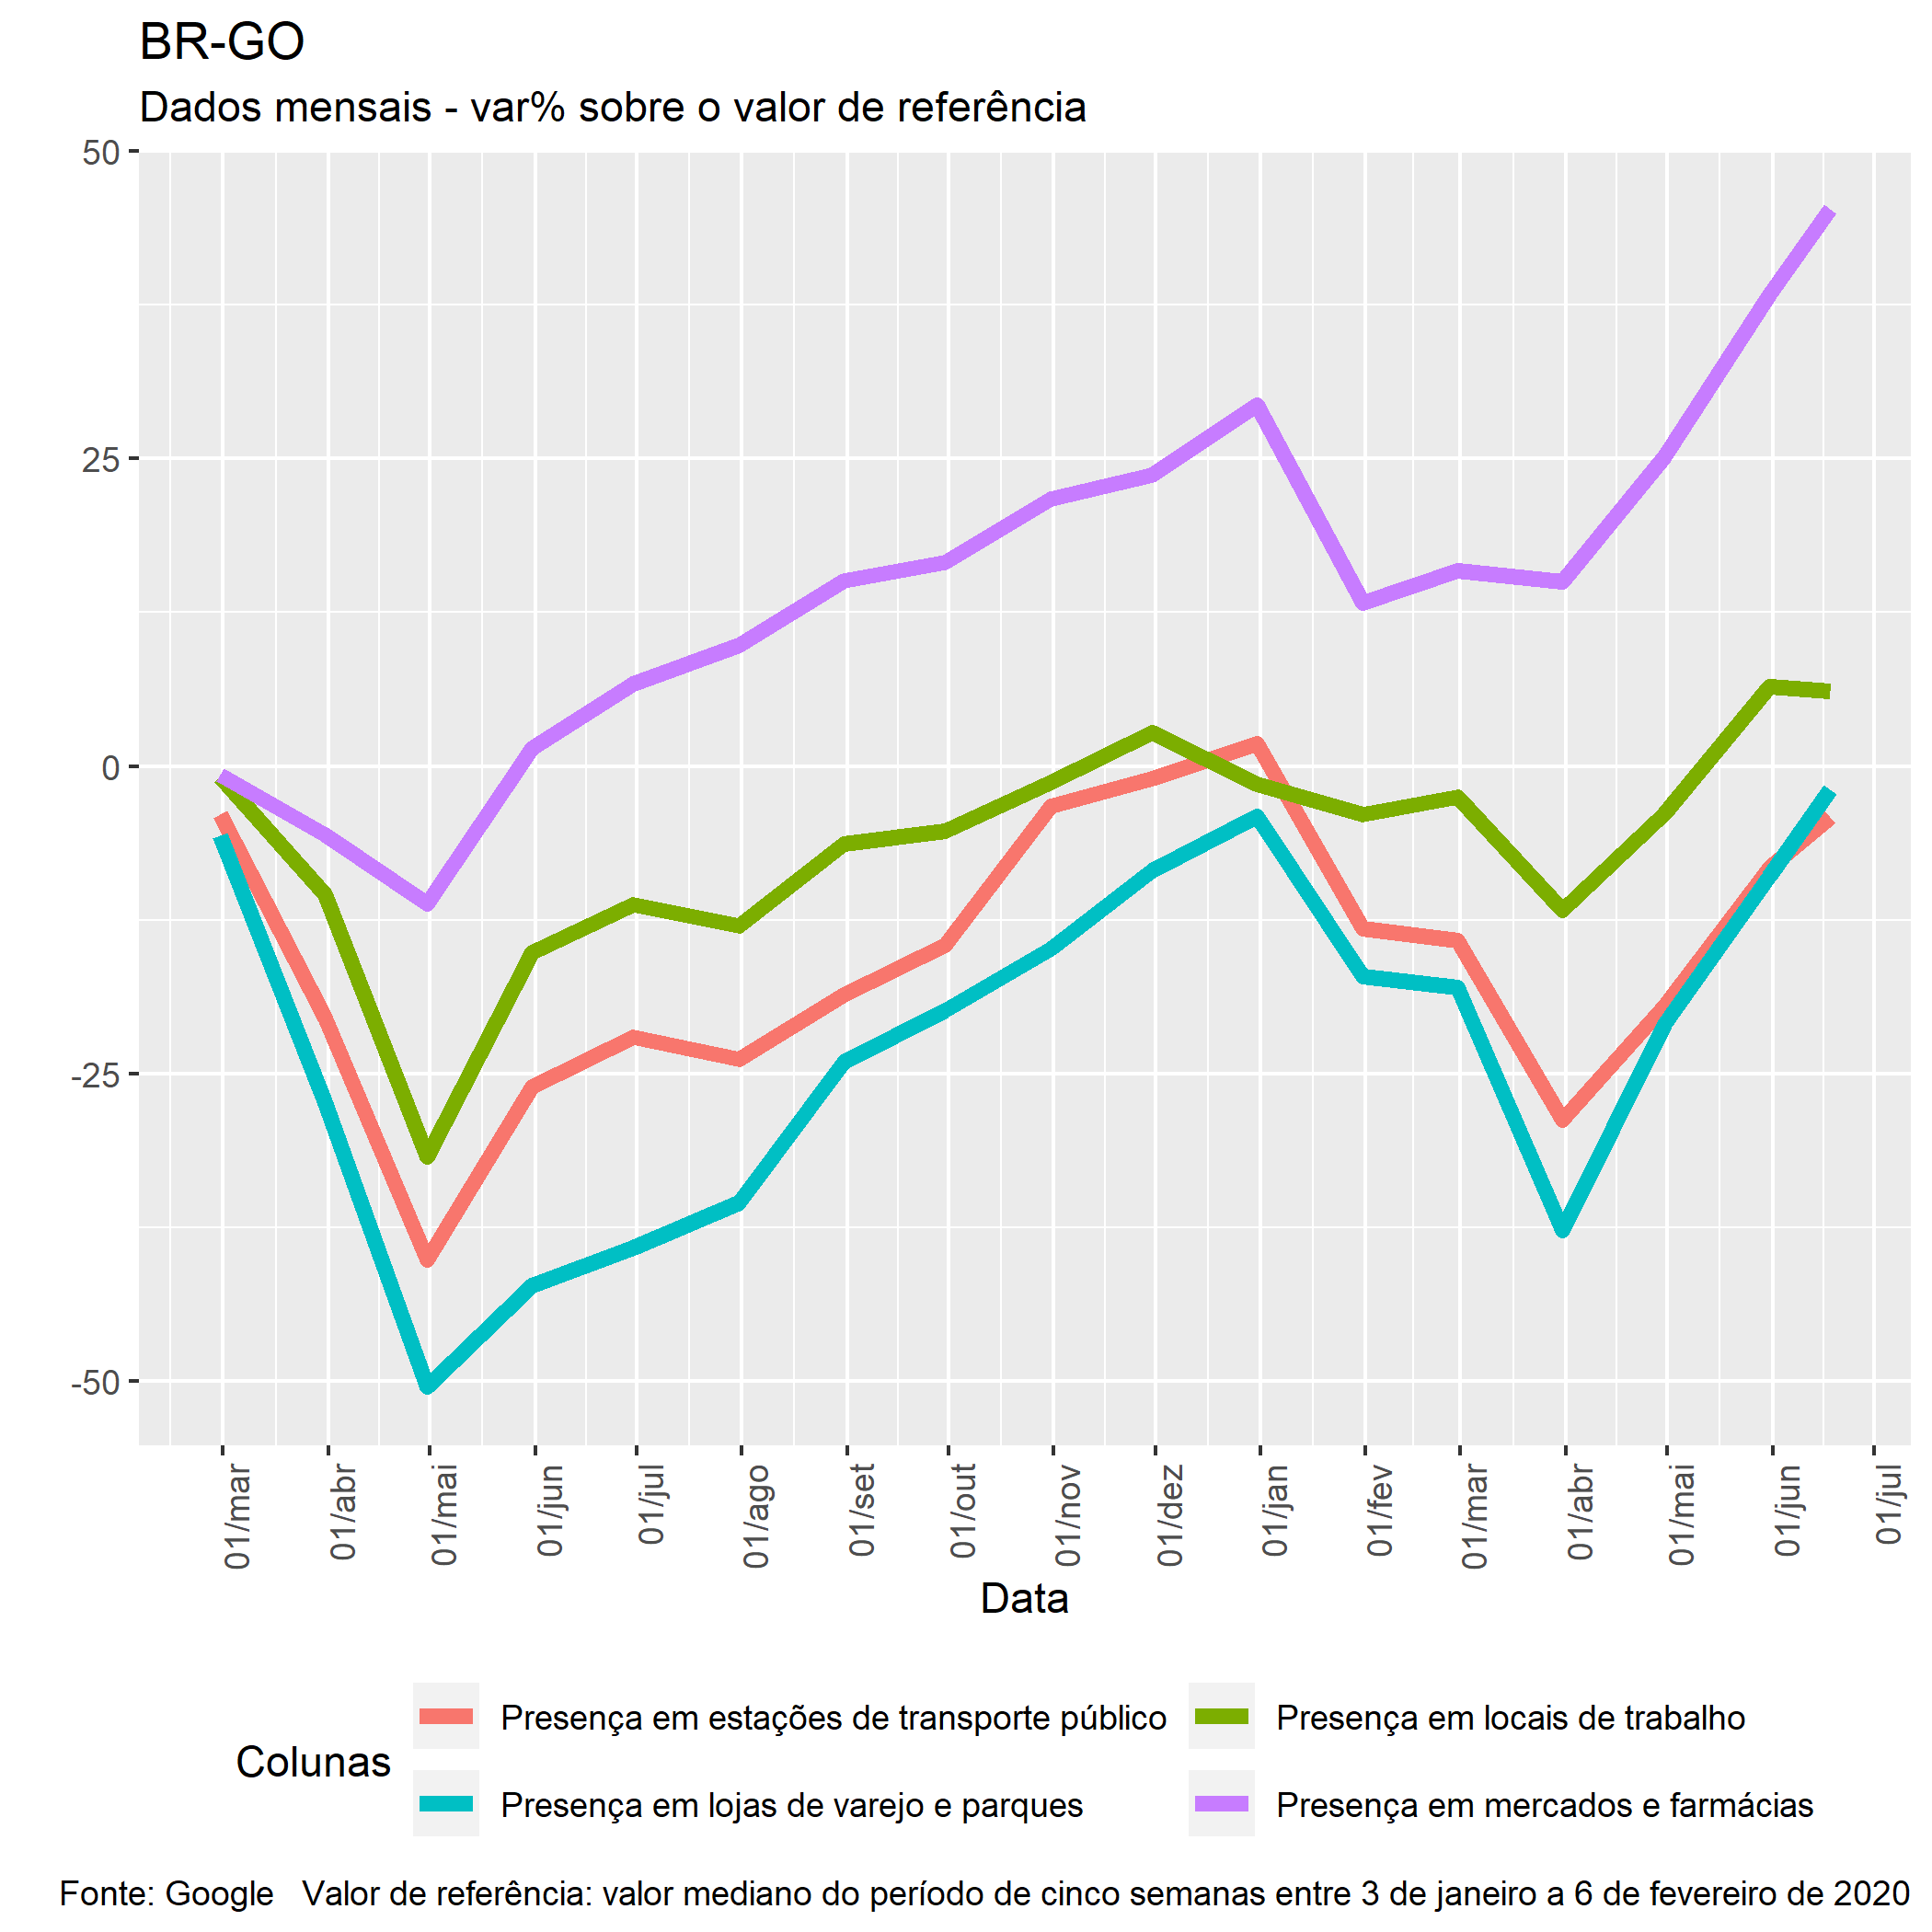 BR-GO
Dados mensais - var% sobre o valor de referência
50
25
0
-25
-50
01/mar
01/abr
01/mai
01/jun
01/jul
01/ago
01/set
01/out
01/nov
01/dez
01/jan
01/fev
01/mar
01/abr
01/mai
01/jun
01/jul
Data
Colunas
Presença em estações de transporte público
Presença em locais de trabalho
Presença em lojas de varejo e parques
Presença em mercados e farmácias
Fonte: Google   Valor de referência: valor mediano do período de cinco semanas entre 3 de janeiro a 6 de fevereiro de 2020